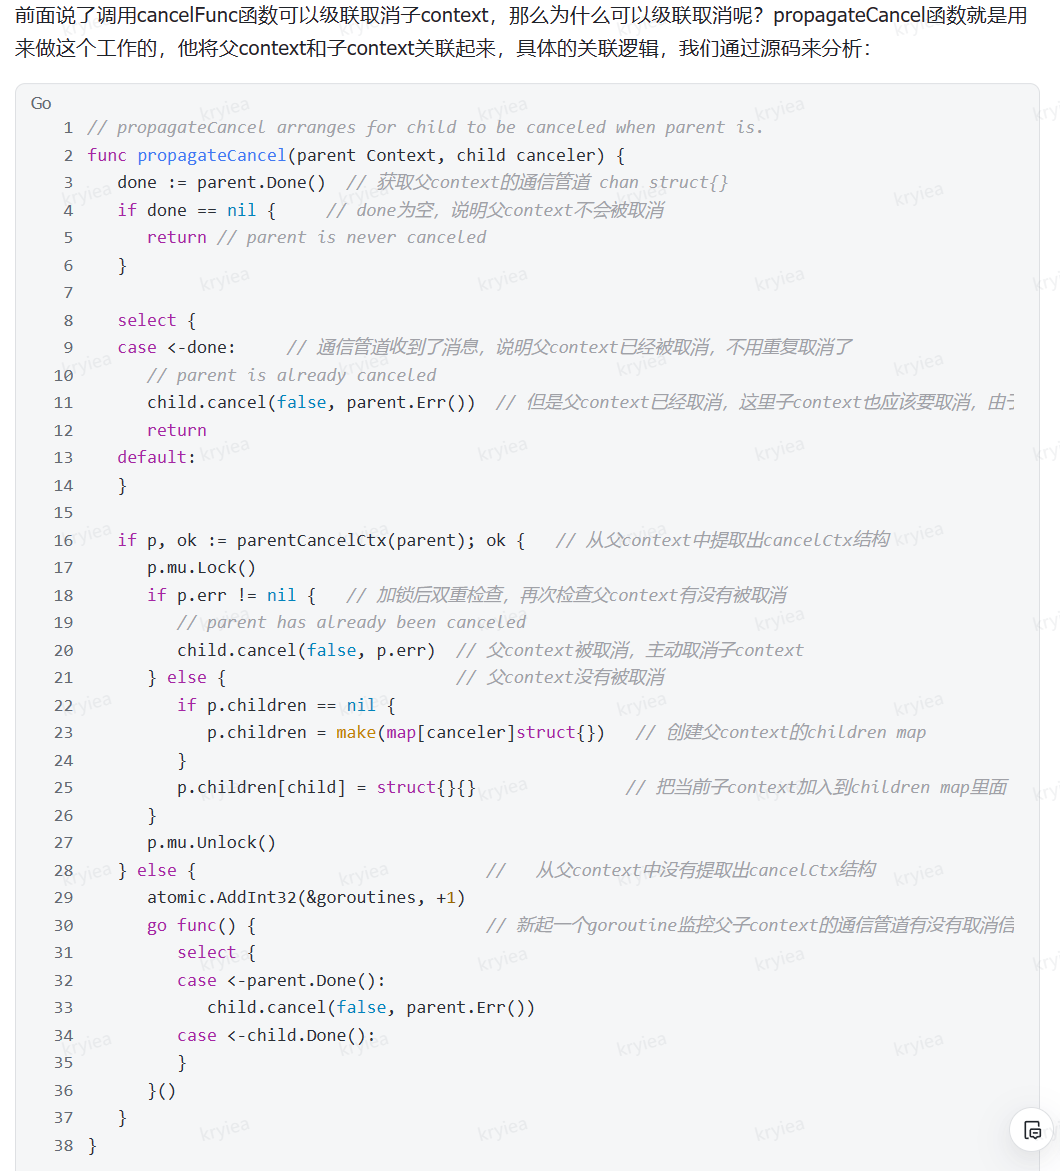 前面说了调用cancelFunc函数可以级联取消子context，那么为什么可以级联取消呢？propagateCancel函数就是用
来做这个工作的，他将父context和子context关联起来，具体的关联逻辑，我们通过源码来分析：
Go
1 // propagateCancel arranges for child to be canceled when parent is.
2 func propagateCancel(parent Context, child canceler) {
3    done := parent.Done()  // 获取父context的通信管道 chan struct{}
4    if done == nil {     // done为空，说明父context不会被取消
5       return // parent is never canceled
6    }
7
8    select {
9    case <-done:     // 通信管道收到了消息，说明父context已经被取消，不用重复取消了
10       // parent is already canceled
11       child.cancel(false, parent.Err())  // 但是父context已经取消，这里子context也应该要取消，由于
12       return
13    default:
14    }
15
16    if p, ok := parentCancelCtx(parent); ok {   // 从父context中提取出cancelCtx结构
17       p.mu.Lock()
18       if p.err != nil {   // 加锁后双重检查，再次检查父context有没有被取消
19          // parent has already been canceled
20          child.cancel(false, p.err)  // 父context被取消，主动取消子context
21       } else {                       // 父context没有被取消
22          if p.children == nil {
23             p.children = make(map[canceler]struct{})   // 创建父context的children map
24          }
25          p.children[child] = struct{}{}               // 把当前子context加入到children map里面
26       }
27       p.mu.Unlock()
28    } else {                             //   从父context中没有提取出cancelCtx结构
29       atomic.AddInt32(&goroutines, +1)
30       go func() {                       // 新起一个goroutine监控父子context的通信管道有没有取消信
31          select {
32          case <-parent.Done():
33             child.cancel(false, parent.Err())
34          case <-child.Done():
35          }
36       }()
37    }
38 }
kryiea